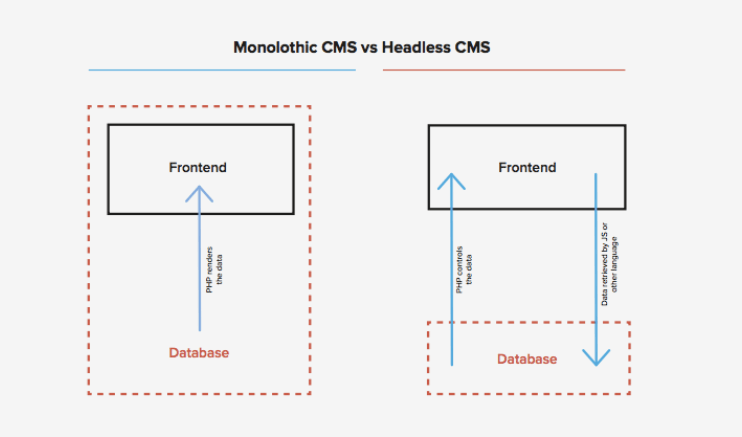 Monolothic CMS vs Headless CMS
Frontend
PHP renders
the data
Database
Frontend
PHP controls
the data
Data retrieved by JS or
other language
Database